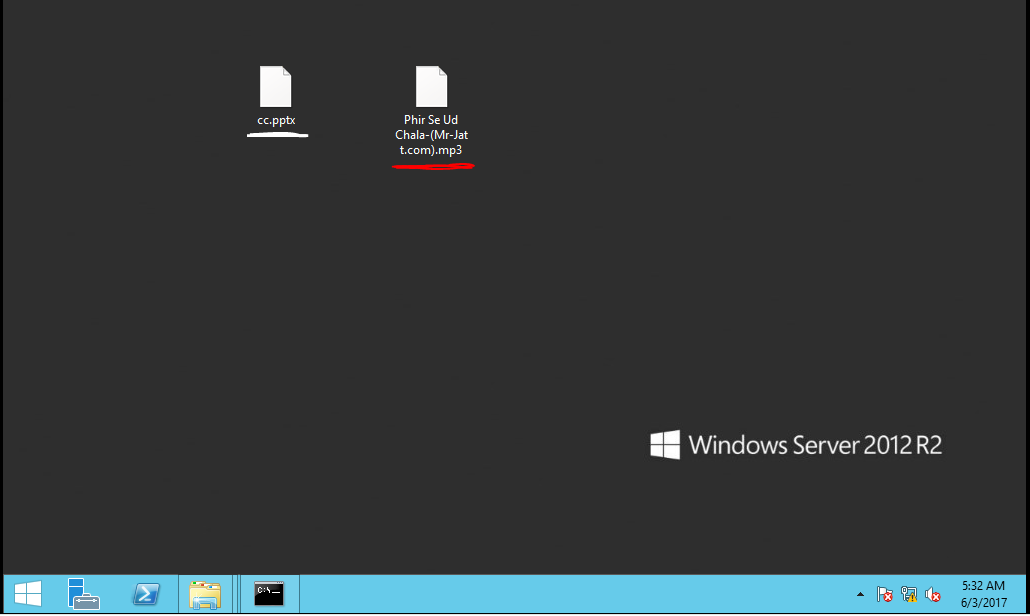 cc.pptx
Phir Se Ud
Chala-(Mr-Jat
t.com).mp3
Windows Server 2012 R2
C:\._
5:32 AM
6/3/2017